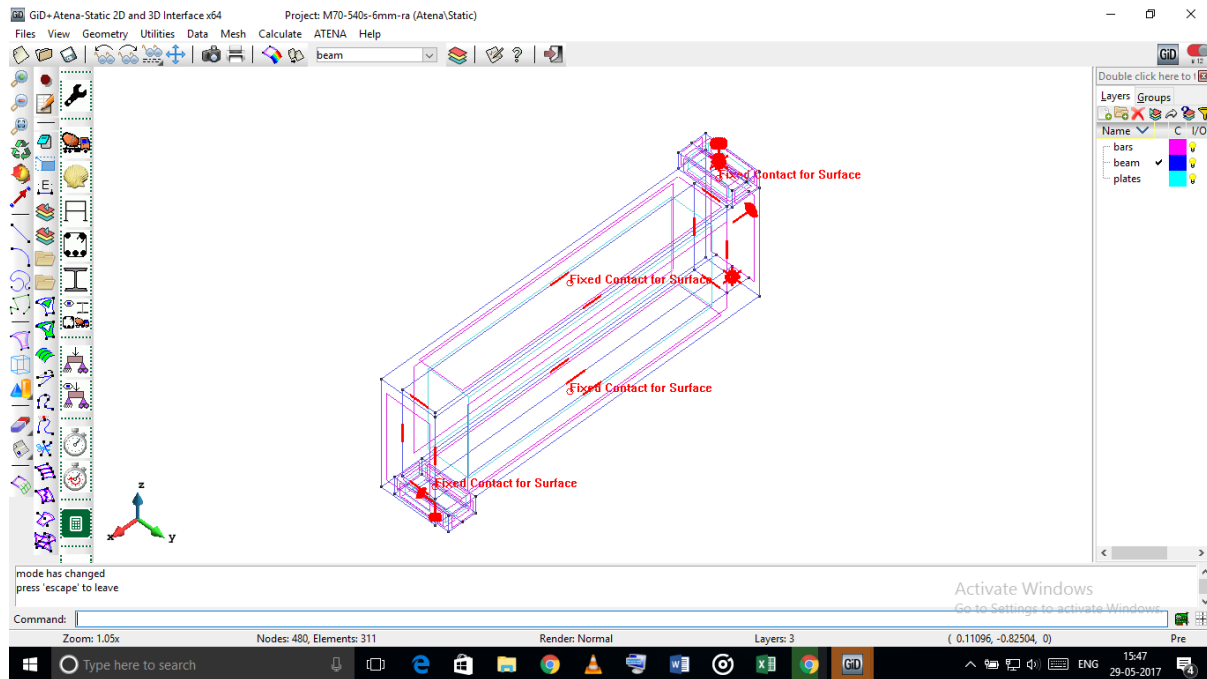 GiD+Atena-Static 2D and 3D Interface x64 Project: M70-540s-6mm-ra (Atena\Static)
Files View Geometry Utilities Data Mesh Calculate ATENA Help
beam
GiD
Double click here to
Layers Groups
Name C I/O
bars
beam
plates
Fixed Contact for Surface
Fixed Contact for Surface
Fixed Contact for Surface
Fixed Contact for Surface
z
x y
mode has changed
press 'escape' to leave
Activate Windows
Go to Settings to activate Windows.
Command:
Zoom: 1.05x Nodes: 480, Elements: 311 Render: Normal Layers: 3 ( 0.11096, -0.82504, 0) Pre
Type here to search
GiD
ENG
15:47
29-05-2017